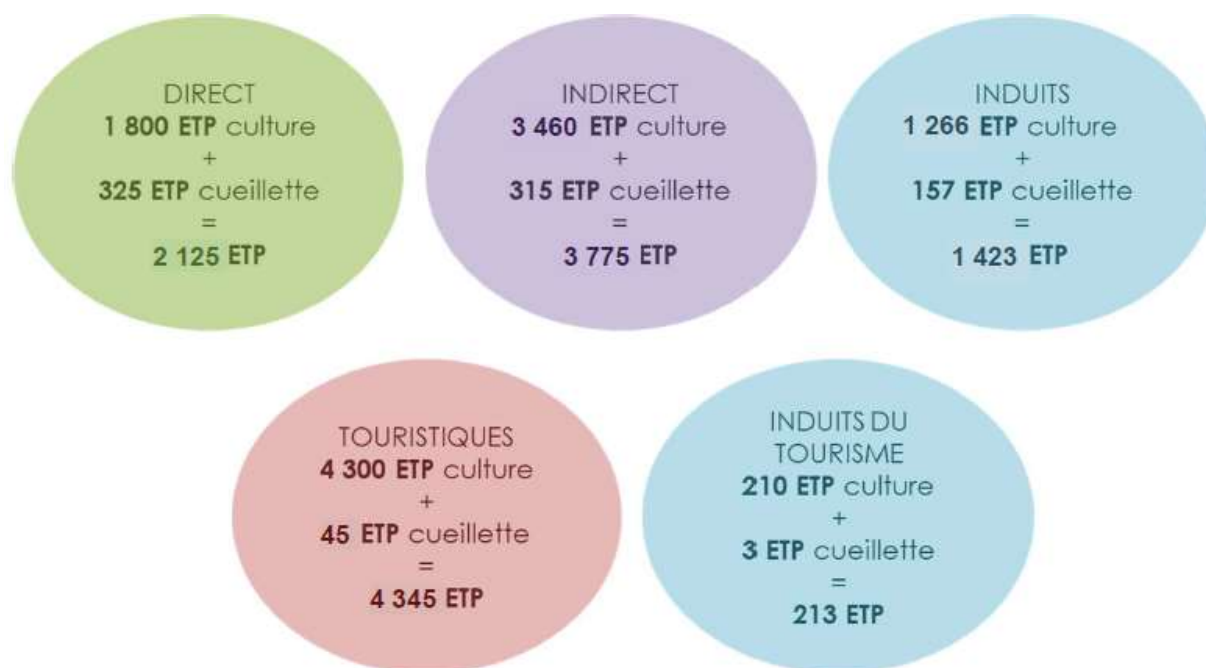 DIRECT
1 800 ETP culture
+
325 ETP cueillette
=
2 125 ETP
INDIRECT
3 460 ETP culture
+
315 ETP cueillette
=
3 775 ETP
INDUITS
1 266 ETP culture
+
157 ETP cueillette
=
1 423 ETP
TOURISTIQUES
4 300 ETP culture
+
45 ETP cueillette
=
4 345 ETP
INDUITS DU
TOURISME
210 ETP culture
+
3 ETP cueillette
=
213 ETP